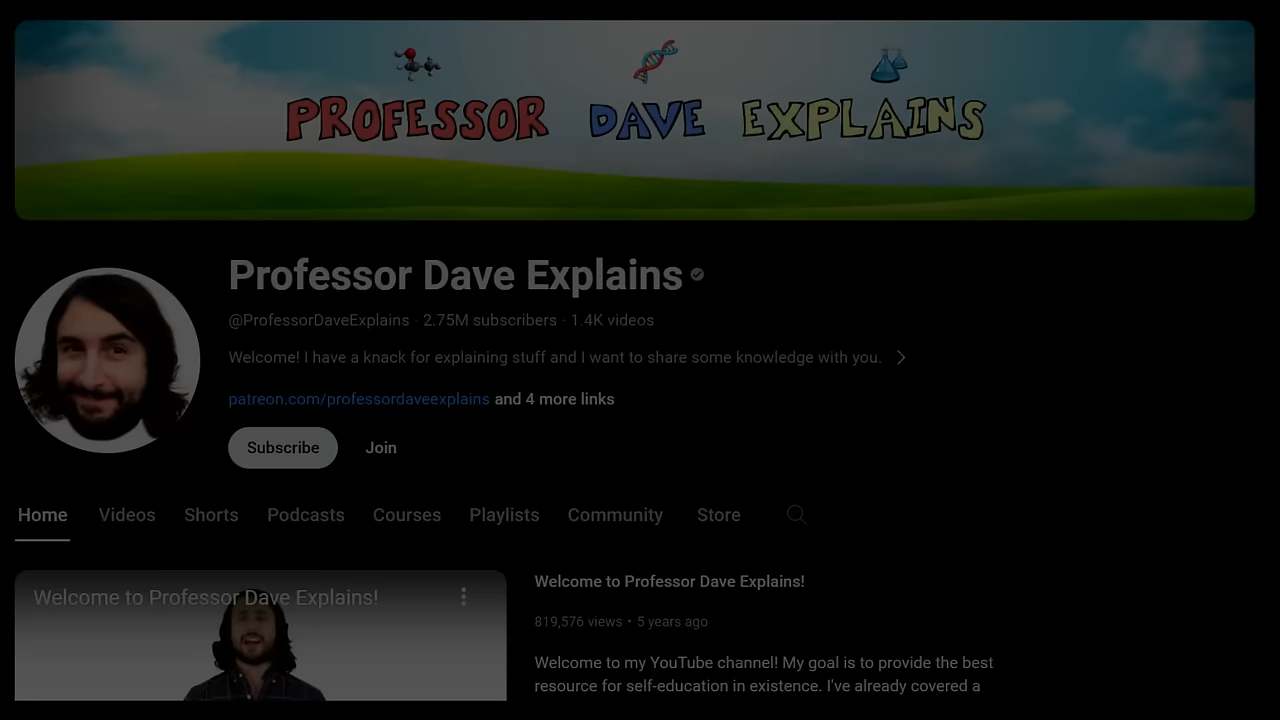 PROFESSOR DAVE EXPLAINS
Professor Dave Explains
@ProfessorDaveExplains · 2.75M subscribers · 1.4K videos
Welcome! I have a knack for explaining stuff and I want to share some knowledge with you.
patreon.com/professordaveexplains and 4 more links
Subscribe Join
Home Videos Shorts Podcasts Courses Playlists Community Store
Welcome to Professor Dave Explains!
Welcome to Professor Dave Explains!
819,576 views • 5 years ago
Welcome to my YouTube channel! My goal is to provide the best
resource for self-education in existence. I've already covered a